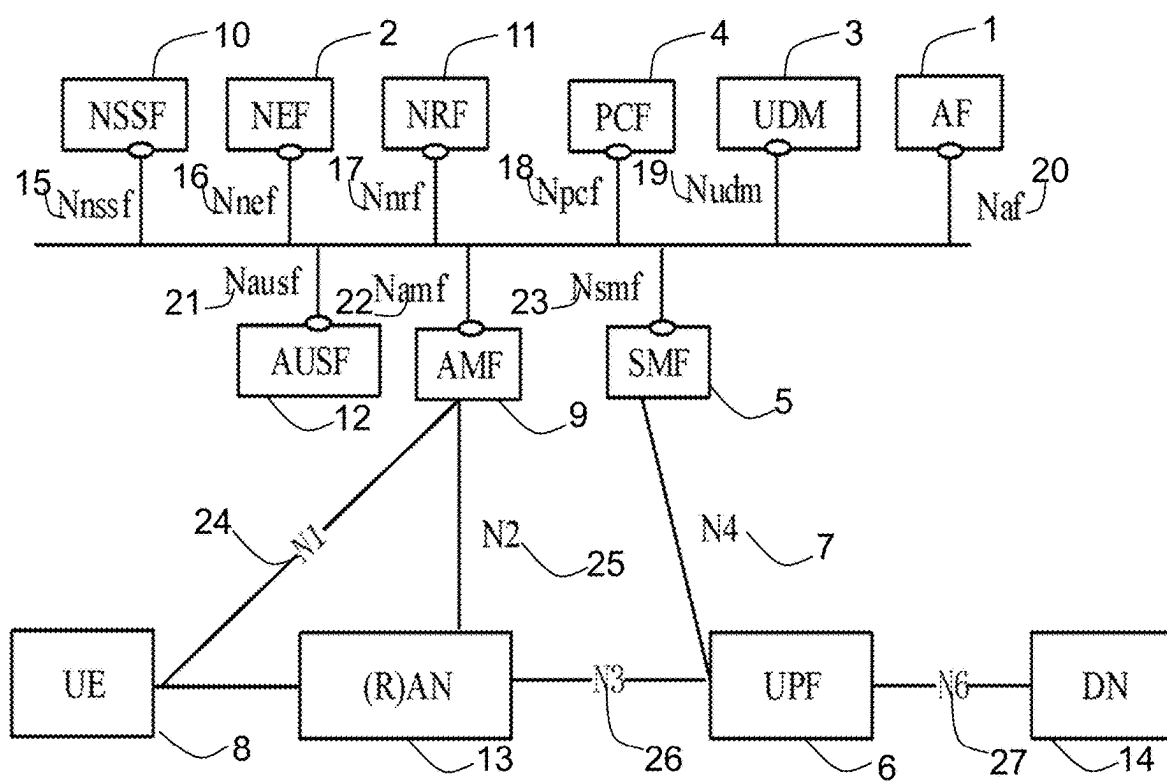 10 2 11 4 3 1
NSSF NEF NRF PCF UDM AF
15 Nnssf 16 Nnef 17 Nnrf 18 Npcf 19 Nudm Naf 20
21 Nausf 22 Namf 23 Nsmf
AUSF AMF SMF
12 9 5
24 N1 N2 25 N4 7
UE (R)AN N3 UPF N6 DN
8 13 26 6 27 14